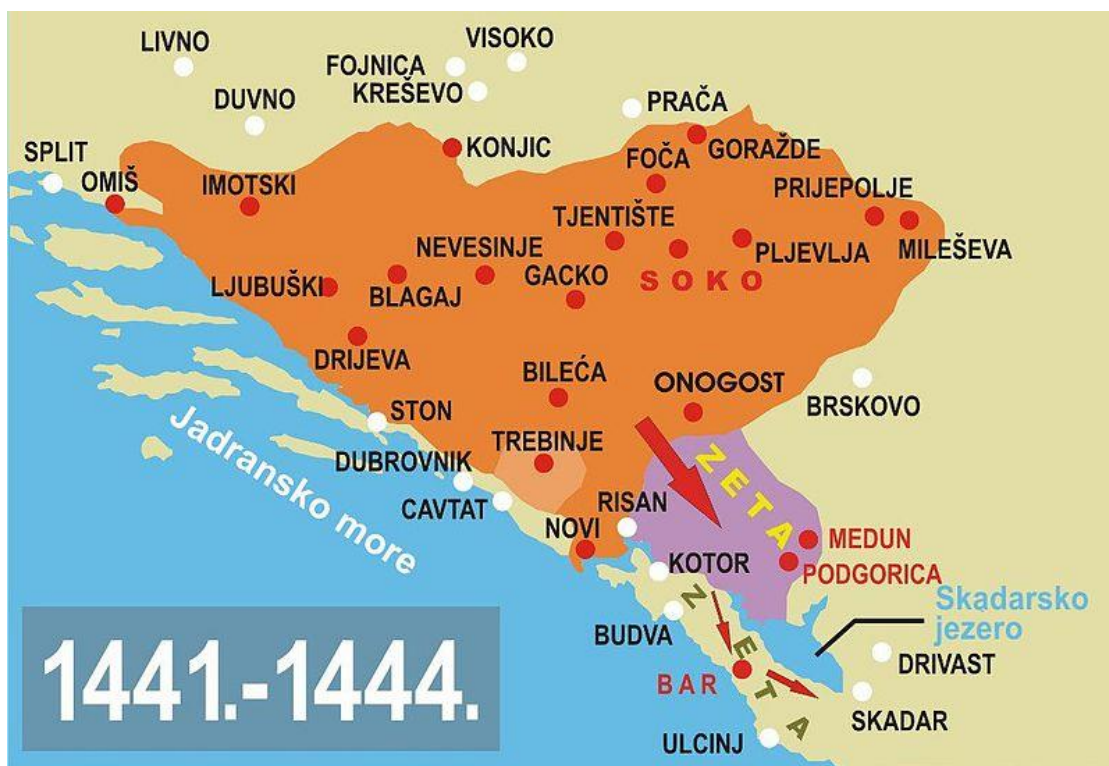 LIVNO
VISOKO
FOJNICA
KREŠEVO
DUVNO
PRAČA
SPLIT
KONJIC
GORAŽDE
OMIŠ
IMOTSKI
FOČA
PRIJEPOLJE
TJENTIŠTE
NEVESINJE
PLJEVLJA
MILEŠEVA
LJUBUŠKI
BLAGAJ
GACKO
SOKO
DRIJEVA
BILEĆA
ONOGOST
BRSKOVO
STON
Jadransko more
TREBINJE
ZETA
DUBROVNIK
CAVTAT
RISAN
NOVI
MEDUN
KOTOR
PODGORICA
Skadarsko
jezero
ZETA
BUDVA
DRIVAST
1441.-1444.
BAR
SKADAR
ULCINJ